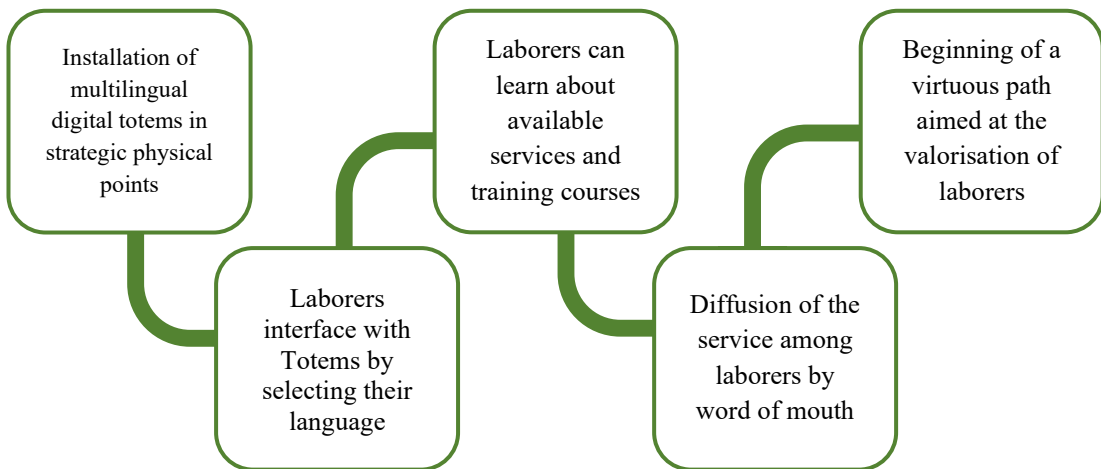 Installation of
multilingual
digital totems in
strategic physical
points
Laborers
interface with
Totems by
selecting their
language
Laborers can
learn about
available
services and
training courses
Diffusion of the
service among
laborers by
word of mouth
Beginning of a
virtuous path
aimed at the
valorisation of
laborers